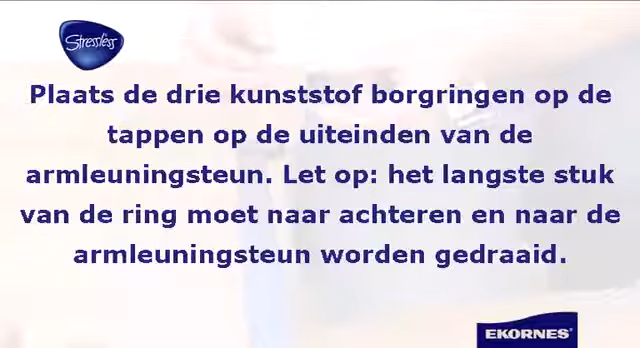 Stressless
Plaats de drie kunststof borgringen op de
tappen op de uiteinden van de
armleuningsteun. Let op: het langste stuk
van de ring moet naar achteren en naar de
armleuningsteun worden gedraaid.
EKORNES®